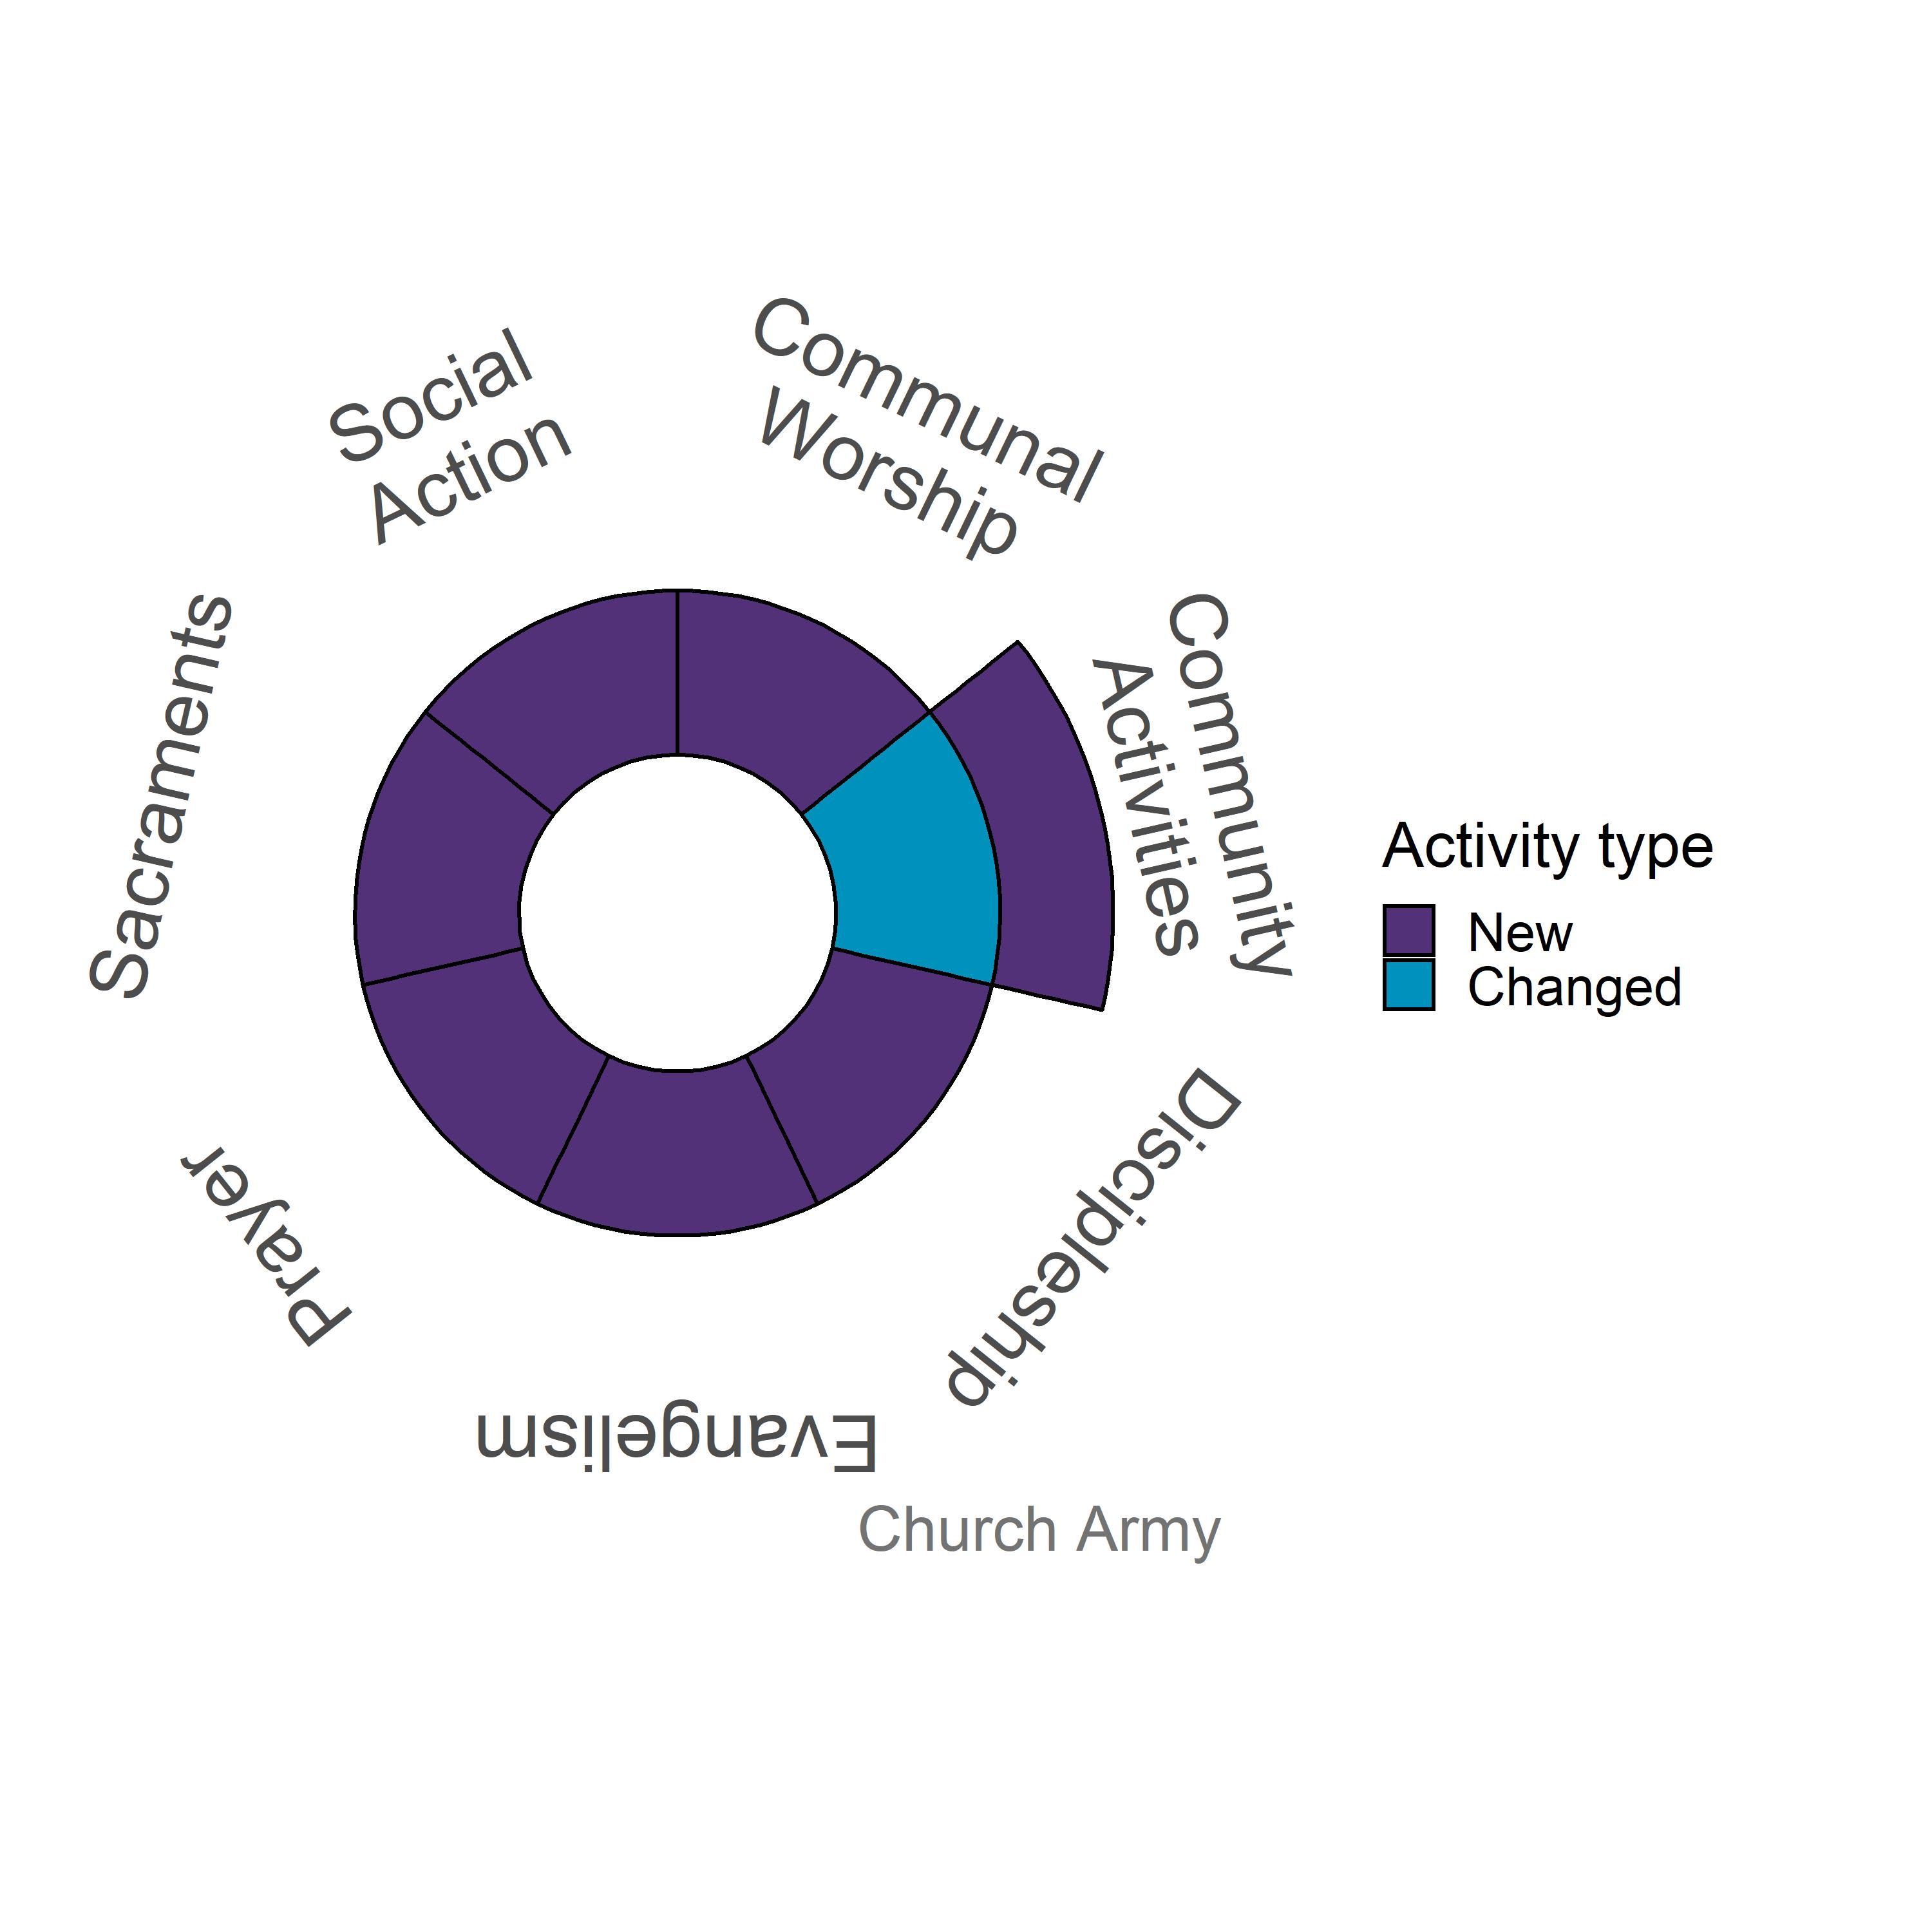 Communal
Worship
Community
Activities
Discipleship
Evangelism
Prayer
Sacraments
Social
Action
Activity type
New
Changed
Church Army